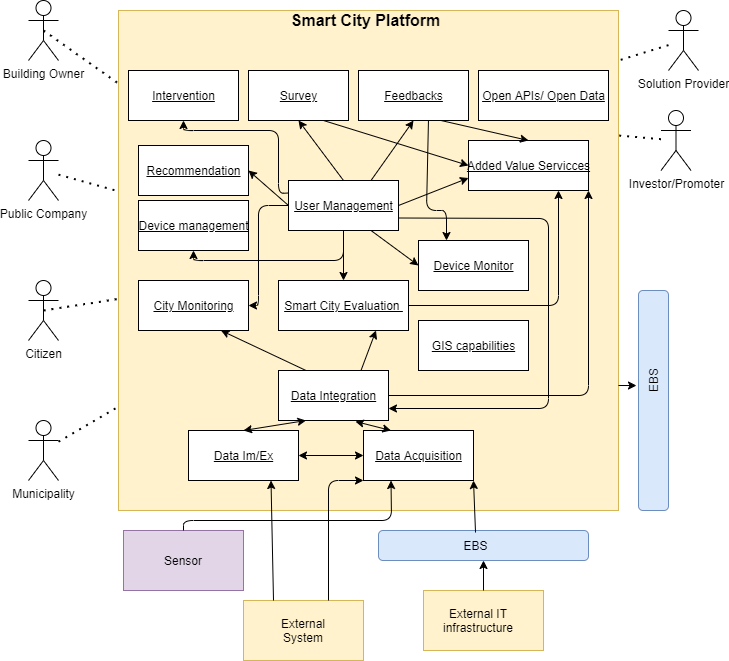 Smart City Platform
Building Owner
Solution Provider
Intervention
Survey
Feedbacks
Open APIs/ Open Data
Recommendation
Added Value Servicces
Investor/Promoter
Public Company
User Management
Device management
Device Monitor
City Monitoring
Smart City Evaluation
Citizen
GIS capabilities
EBS
Data Integration
Data Im/Ex
Data Acquisition
Municipality
Sensor
EBS
External
System
External IT
infrastructure